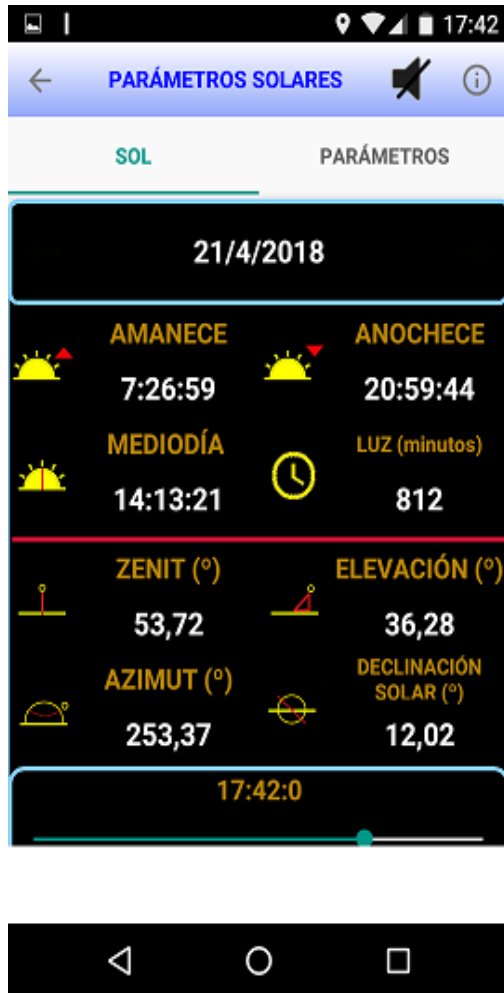 17:42
PARÁMETROS SOLARES
SOL PARÁMETROS
21/4/2018
AMANECE ANOCHECE
7:26:59 20:59:44
MEDIODÍA LUZ (minutos)
14:13:21 812
ZENIT (º) ELEVACIÓN (º)
53,72 36,28
AZIMUT (º) DECLINACIÓN SOLAR (º)
253,37 12,02
17:42:0